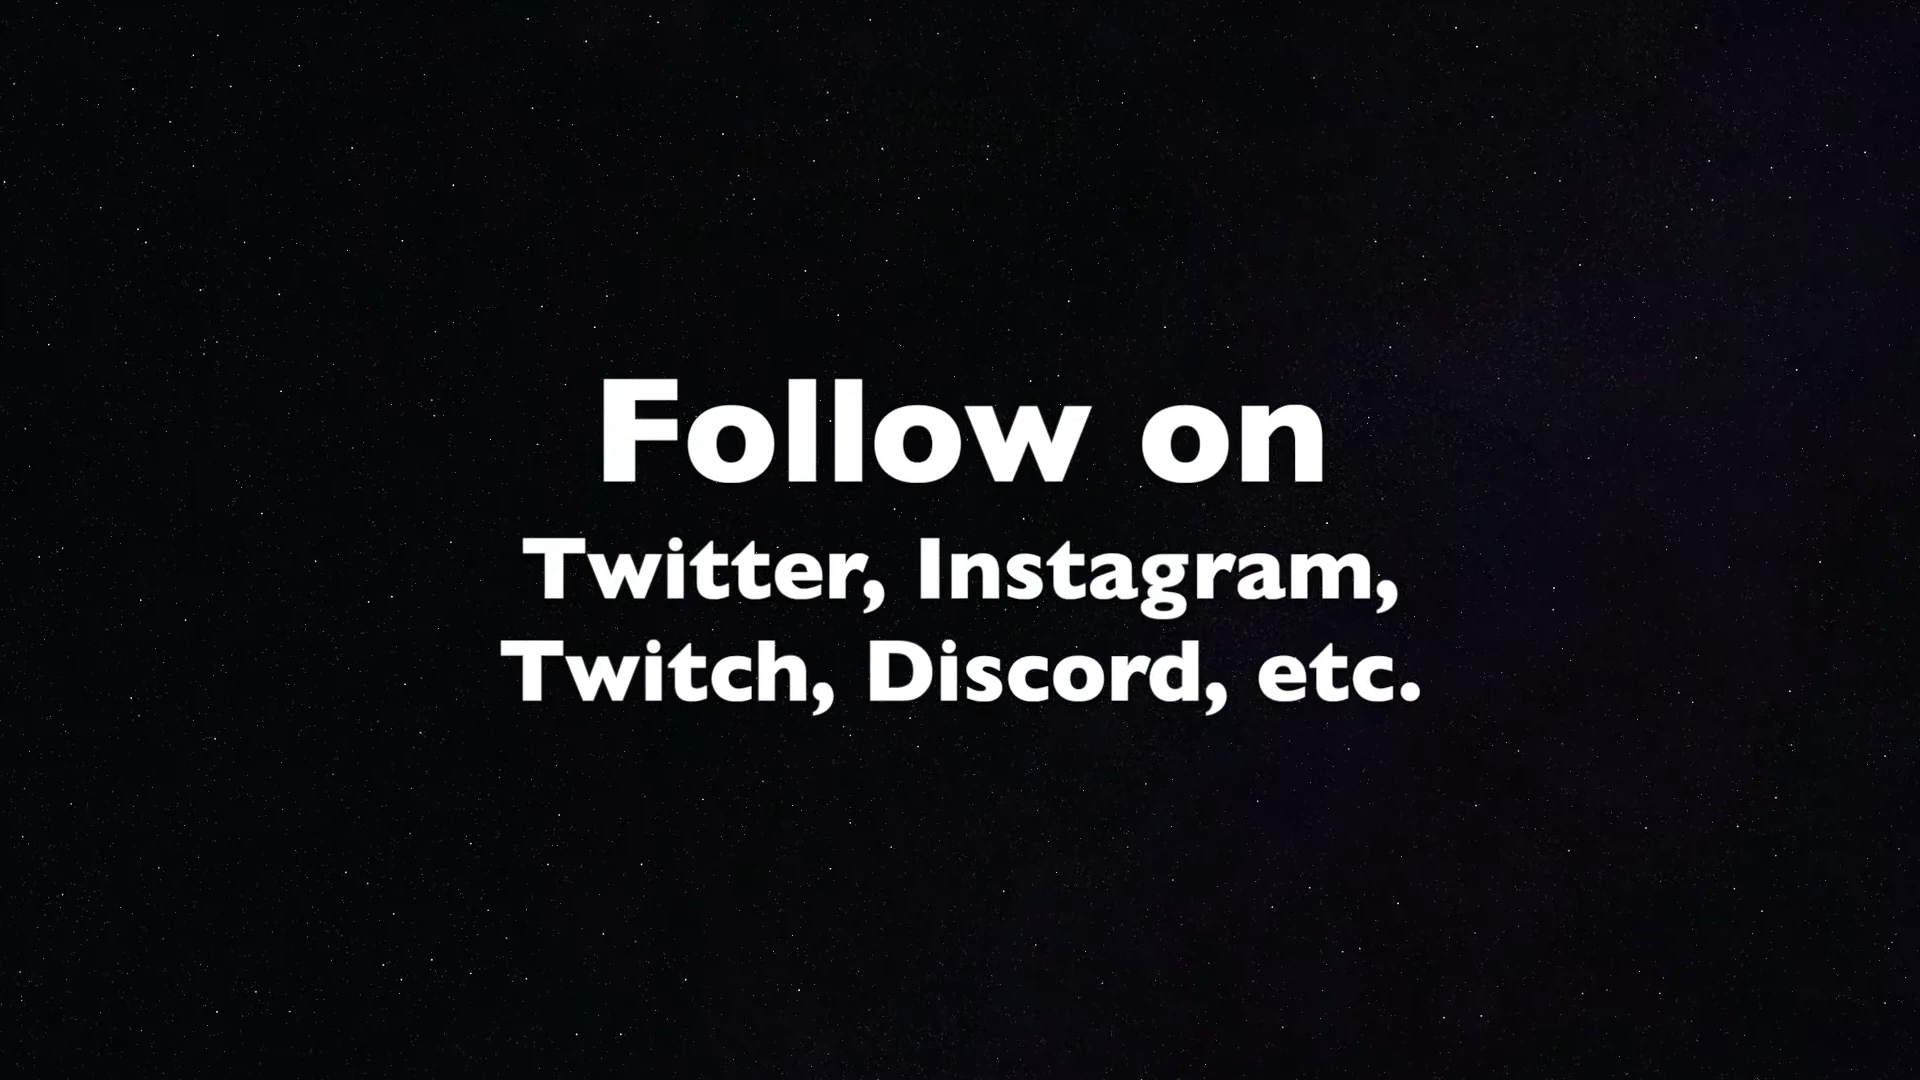 Follow on
Twitter, Instagram,
Twitch, Discord, etc.